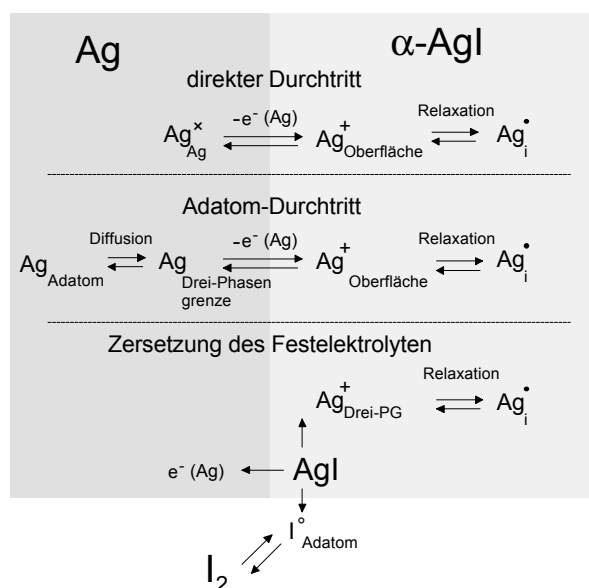 Ag α-AgI
direkter Durchtritt
–e⁻ (Ag) Relaxation
Ag×Ag Ag⁺Oberfläche Ag•i
Adatom-Durtritt
Diffusion –e⁻ (Ag) Relaxation
AgAdatom Ag Drei-Phasen grenze Ag⁺Oberfläche Ag•i
Zersetzung des Festelektrolyten
Relaxation
Ag⁺Drei-PG Ag•i
e⁻ (Ag) AgI
I°Adatom
I₂